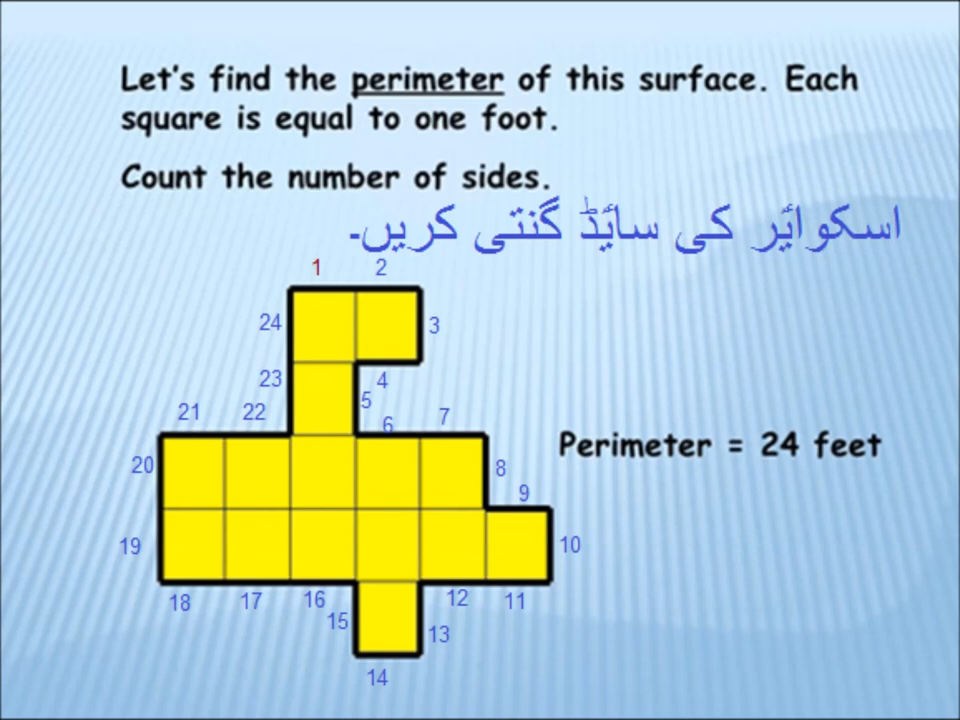 Let's find the perimeter of this surface. Each
square is equal to one foot.
Count the number of sides.
اسکوائر کی سائیڈ گنتی کریں۔
1 2
24 3
23 4
5
21 22 6 7
20 8
9
19 10
18 17 16 12 11
15 13
14
Perimeter = 24 feet